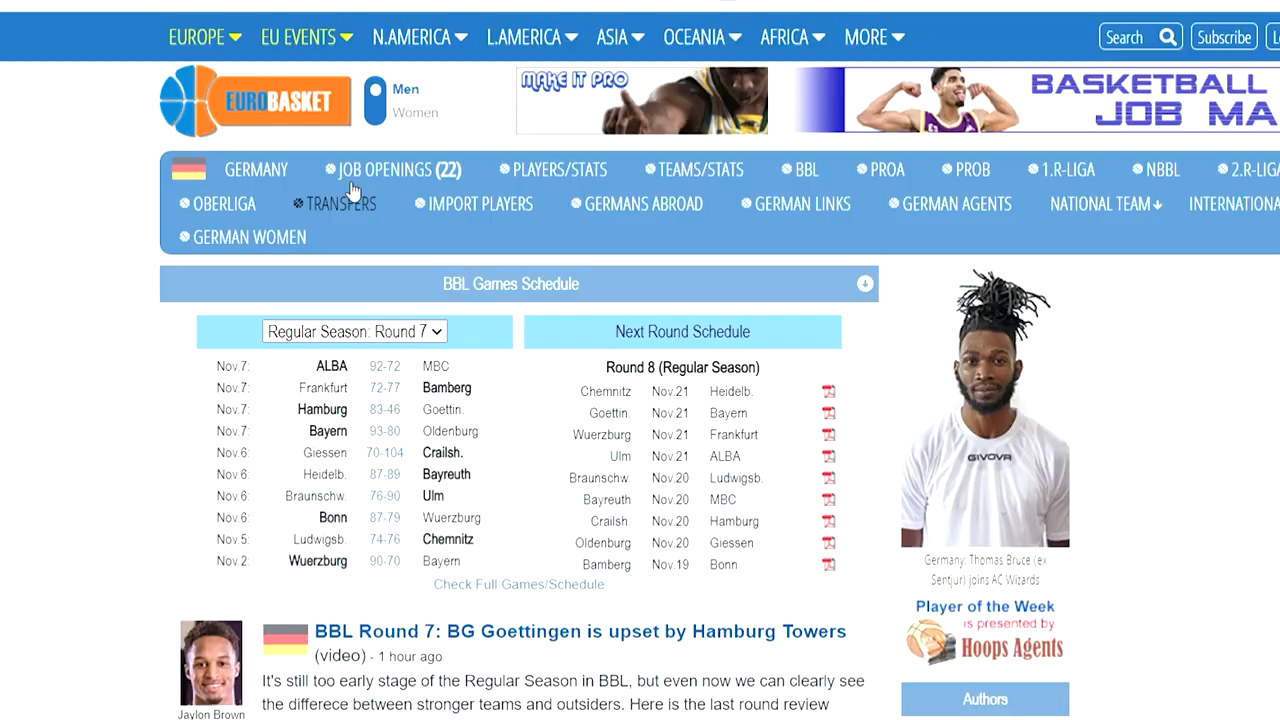 EUROPE EU EVENTS N.AMERICA L.AMERICA ASIA OCEANIA AFRICA MORE Search Subscribe
EUROBASKET
Men
Women
MAKE IT PRO
BASKETBALL
JOB MA
GERMANY JOB OPENINGS (22) PLAYERS/STATS TEAMS/STATS BBL PROA PROB 1.R-LIGA NBBL 2.R-LIGA
OBERLIGA TRANSFERS IMPORT PLAYERS GERMANS ABROAD GERMAN LINKS GERMAN AGENTS NATIONAL TEAM INTERNATIONA
GERMAN WOMEN
BBL Games Schedule
Regular Season: Round 7
Nov.7: ALBA 92-72 MBC
Nov.7: Frankfurt 72-77 Bamberg
Nov.7: Hamburg 83-46 Goettin.
Nov.7: Bayern 93-80 Oldenburg
Nov.6: Giessen 70-104 Crailsh.
Nov.6: Heidelb. 87-89 Bayreuth
Nov.6: Braunschw. 76-90 Ulm
Nov.6: Bonn 87-79 Wuerzburg
Nov.5: Ludwigsb. 74-76 Chemnitz
Nov.2: Wuerzburg 90-70 Bayern
Next Round Schedule
Round 8 (Regular Season)
Chemnitz Nov.21 Heidelb.
Goettin. Nov.21 Bayern
Wuerzburg Nov.21 Frankfurt
Ulm Nov.21 ALBA
Braunschw. Nov.20 Ludwigsb.
Bayreuth Nov.20 MBC
Crailsh. Nov.20 Hamburg
Oldenburg Nov.20 Giessen
Bamberg Nov.19 Bonn
Check Full Games/Schedule
GIVOVA
Germany: Thomas Bruce (ex
Sentjur) joins AC Wizards
Player of the Week
is presented by
Hoops Agents
Authors
BBL Round 7: BG Goettingen is upset by Hamburg Towers
(video) - 1 hour ago
It's still too early stage of the Regular Season in BBL, but even now we can clearly see
the differece between stronger teams and outsiders. Here is the last round review
Jaylon Brown